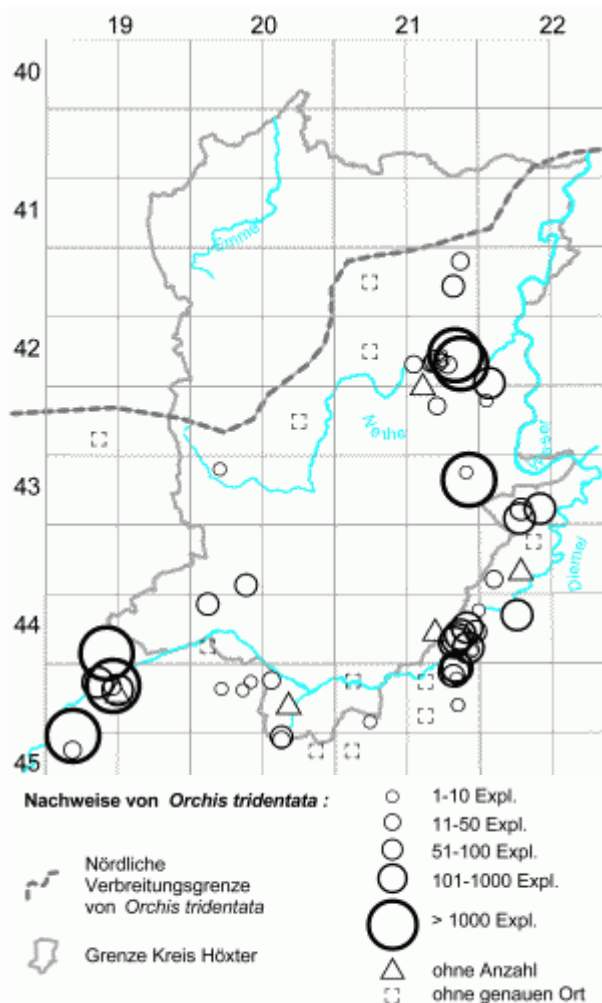 19 20 21 22
40
41
Emmer
42
Nethe
Weser
43
Diemel
44
45
Nachweise von Orchis tridentata :
1-10 Expl.
11-50 Expl.
51-100 Expl.
101-1000 Expl.
> 1000 Expl.
ohne Anzahl
ohne genauen Ort
Nördliche
Verbreitungsgrenze
von Orchis tridentata
Grenze Kreis Höxter